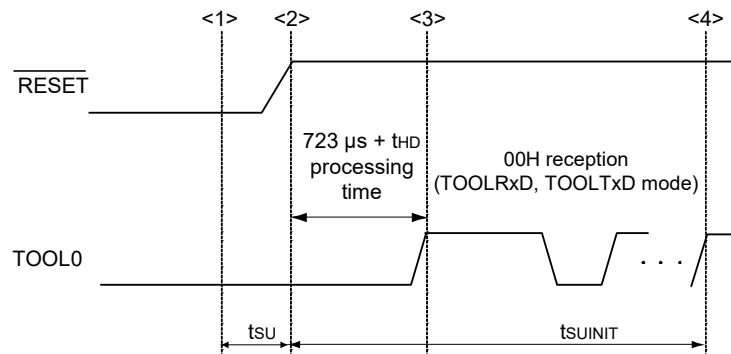 <1> <2> <3> <4>
RESET
723 μs + tHD
processing
time
00H reception
(TOOLRxD, TOOLTxD mode)
TOOL0
. . .
tSU
tSUINIT